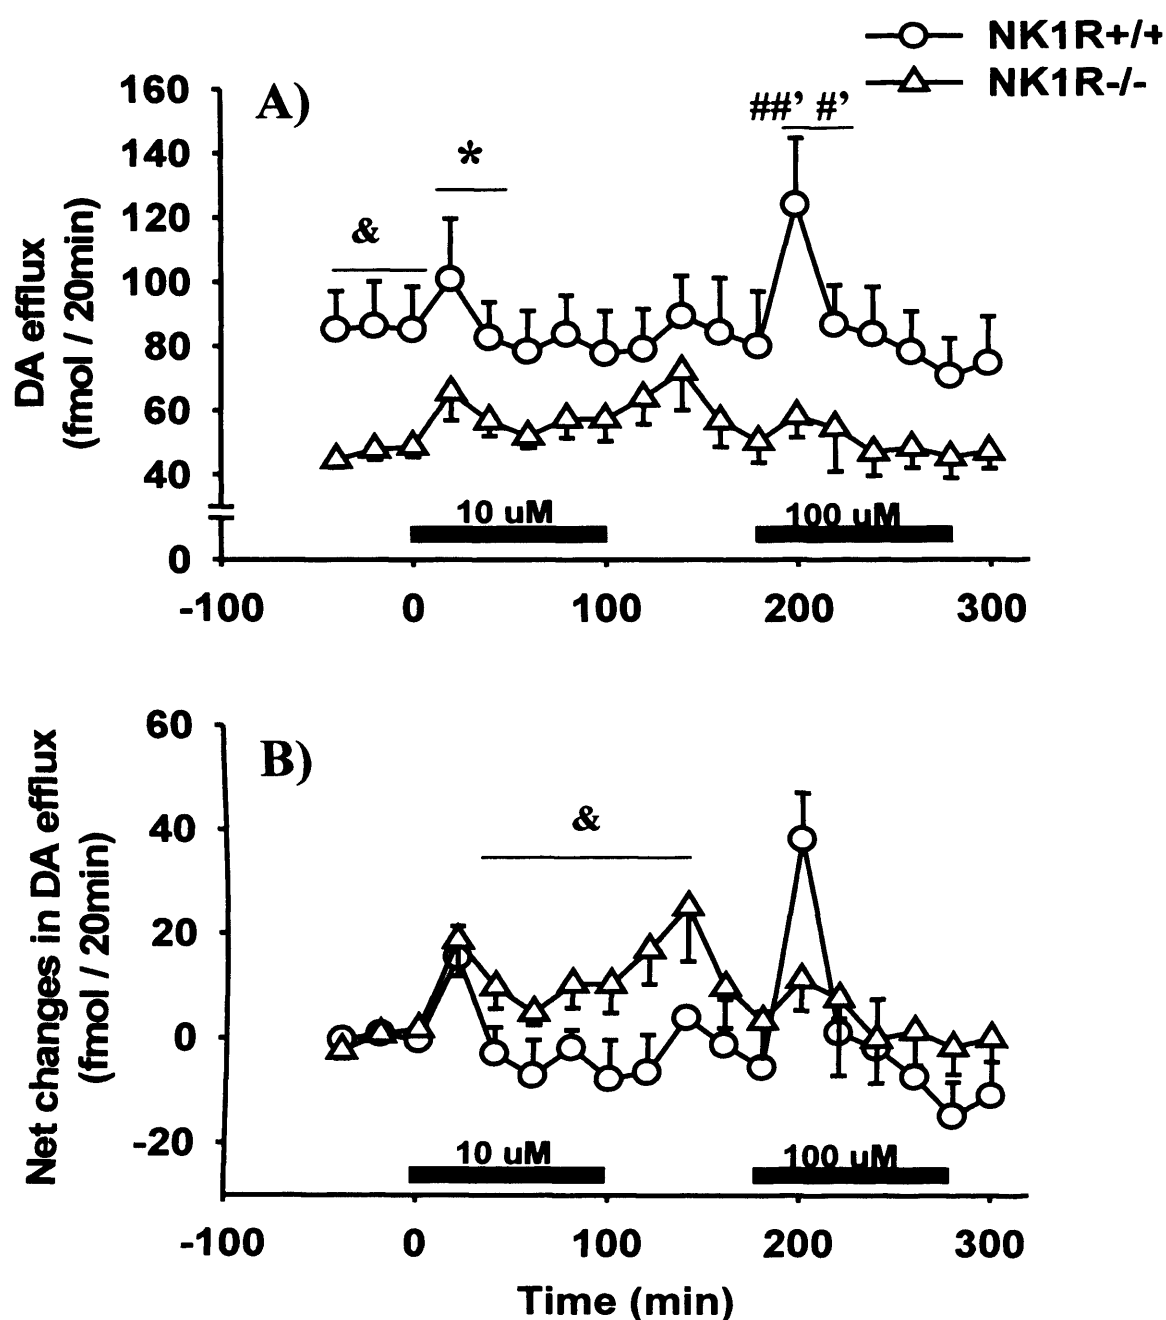 NK1R+/+
NK1R-/-
A)
160
140
120
100
80
60
40
0
DA efflux
(fmol / 20min)
&
*
##’ #’
10 uM
100 uM
-100 0 100 200 300
B)
60
40
20
0
-20
Net changes in DA efflux
(fmol / 20min)
&
10 uM
100 uM
-100 0 100 200 300
Time (min)